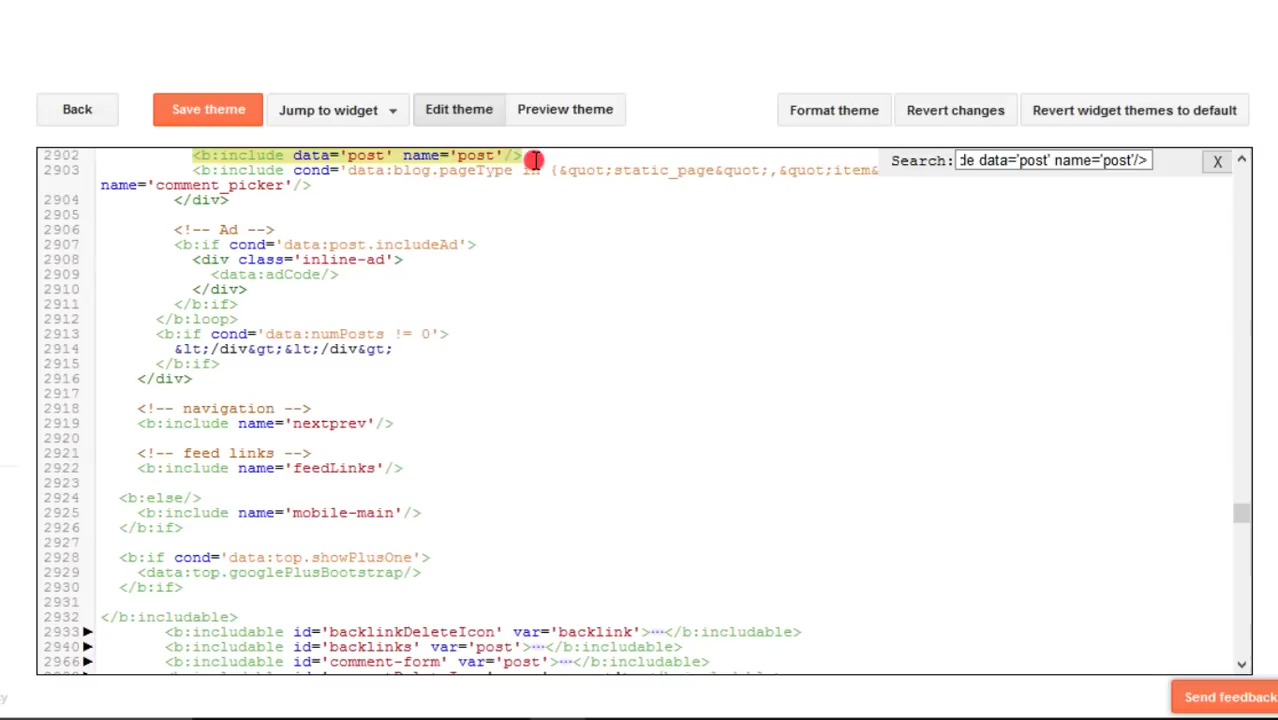 Back
Save theme
Jump to widget
Edit theme
Preview theme
Format theme
Revert changes
Revert widget themes to default
Search: de data='post' name='post'/>
X
2902 <b:include data='post' name='post'/>
2903 <b:include cond='data:blog.pageType in {&quot;static_page&quot;,&quot;item&
name='comment_picker'/>
2904 </div>
2905
2906 <!-- Ad -->
2907 <b:if cond='data:post.includeAd'>
2908 <div class='inline-ad'>
2909 <data:adCode/>
2910 </div>
2911 </b:if>
2912 </b:loop>
2913 <b:if cond='data:numPosts != 0'>
2914 &lt;/div&gt;&lt;/div&gt;
2915 </b:if>
2916 </div>
2917
2918 <!-- navigation -->
2919 <b:include name='nextprev'/>
2920
2921 <!-- feed links -->
2922 <b:include name='feedLinks'/>
2923
2924 <b:else/>
2925 <b:include name='mobile-main'/>
2926 </b:if>
2927
2928 <b:if cond='data:top.showPlusOne'>
2929 <data:top.googlePlusBootstrap/>
2930 </b:if>
2931
2932 </b:includable>
2933 <b:includable id='backlinkDeleteIcon' var='backlink'>⋯</b:includable>
2940 <b:includable id='backlinks' var='post'>⋯</b:includable>
2966 <b:includable id='comment-form' var='post'>⋯</b:includable>
Send feedback